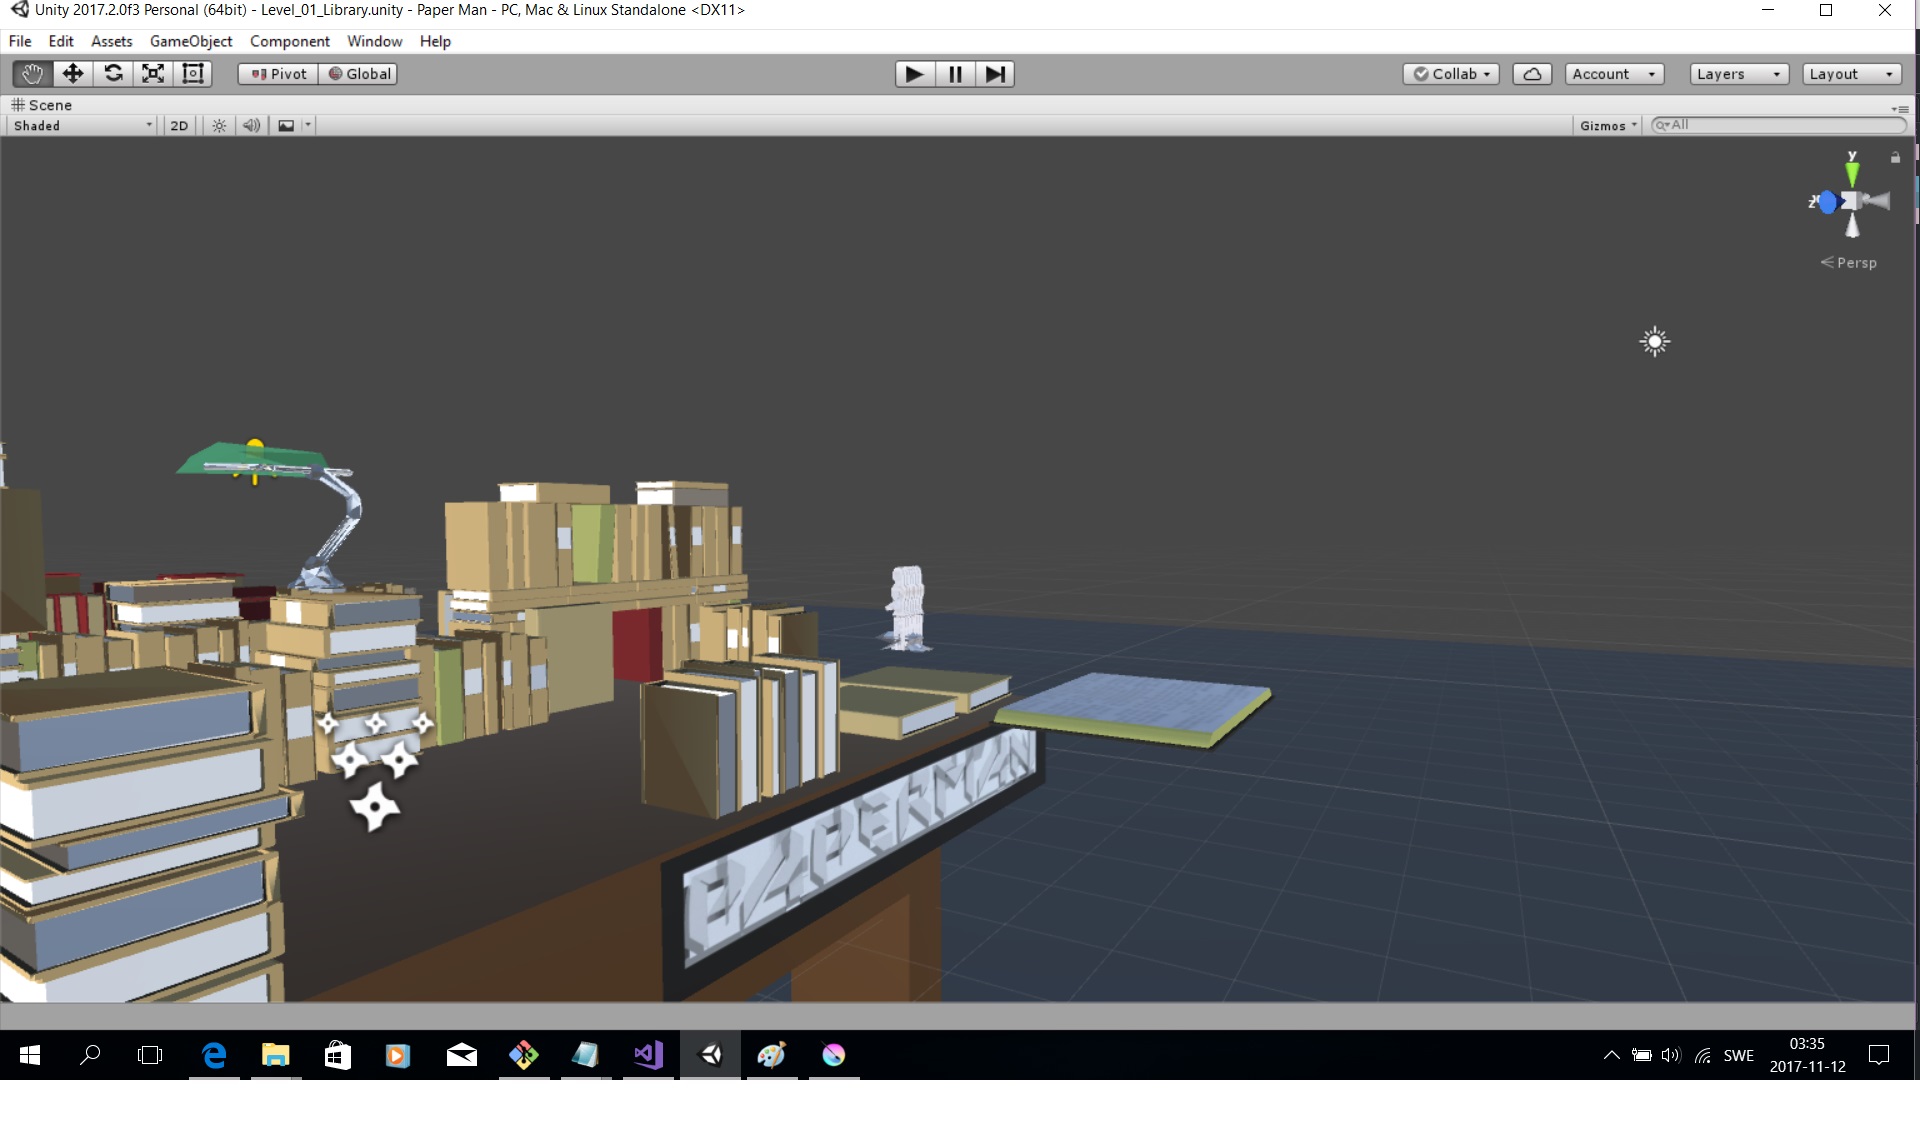 Unity 2017.2.0f3 Personal (64bit) - Level_01_Library.unity - Paper Man - PC, Mac & Linux Standalone <DX11>
File Edit Assets GameObject Component Window Help
Pivot Global Collab Account Layers Layout
Scene
Shaded 2D Gizmos All
y
z
Persp
PAPERMAN
SWE
03:35
2017-11-12